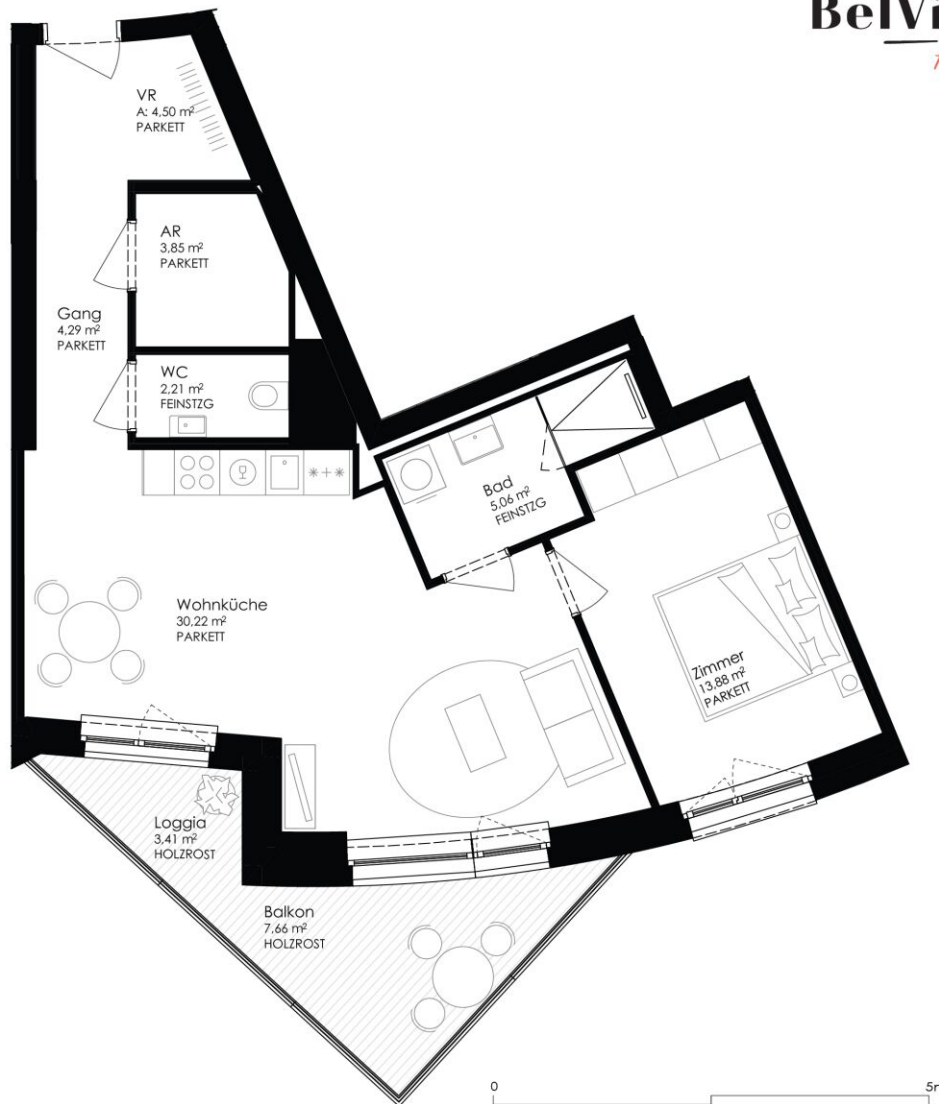 VR
A: 4,50 m²
PARKETT
AR
3,85 m²
PARKETT
Gang
4,29 m²
PARKETT
WC
2,21 m²
FEINSTZG
Bad
5,06 m²
FEINSTZG
Wohnküche
30,22 m²
PARKETT
Zimmer
13,88 m²
PARKETT
Loggia
3,41 m²
HOLZROST
Balkon
7,66 m²
HOLZROST
0 5